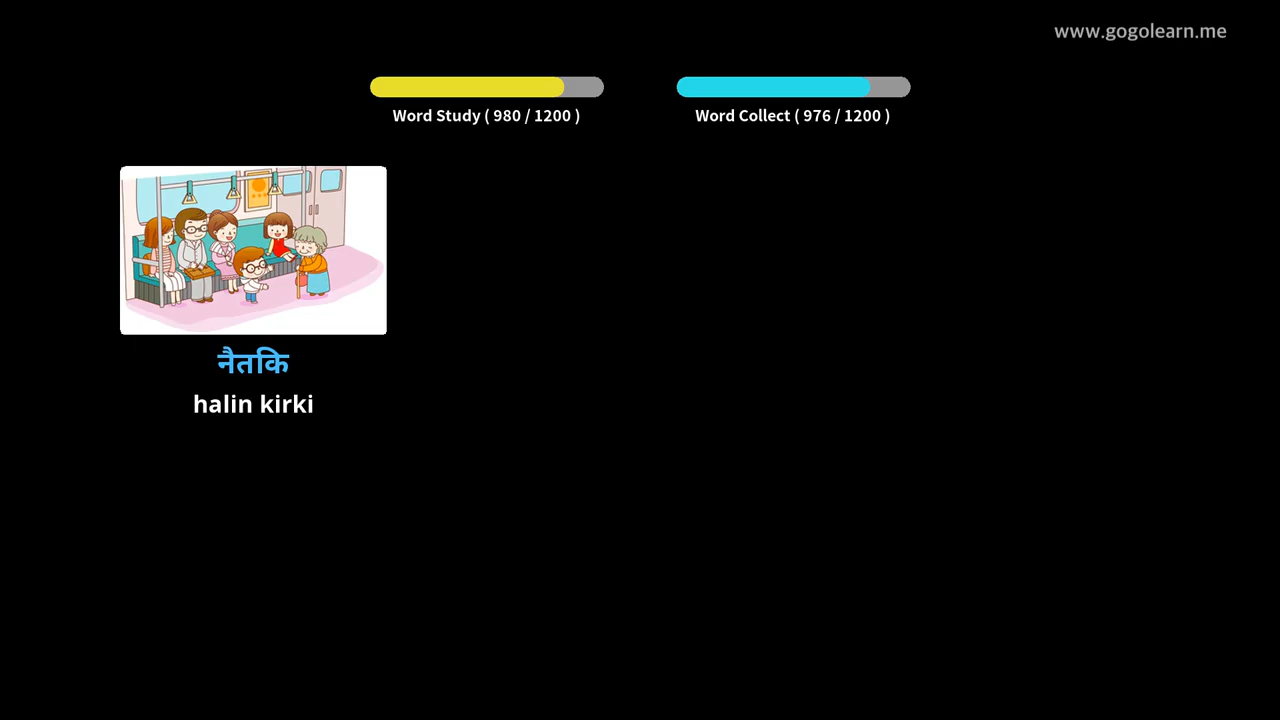 www.gogolearn.me
Word Study ( 980 / 1200 )
Word Collect ( 976 / 1200 )
नैतकि
halin kirki